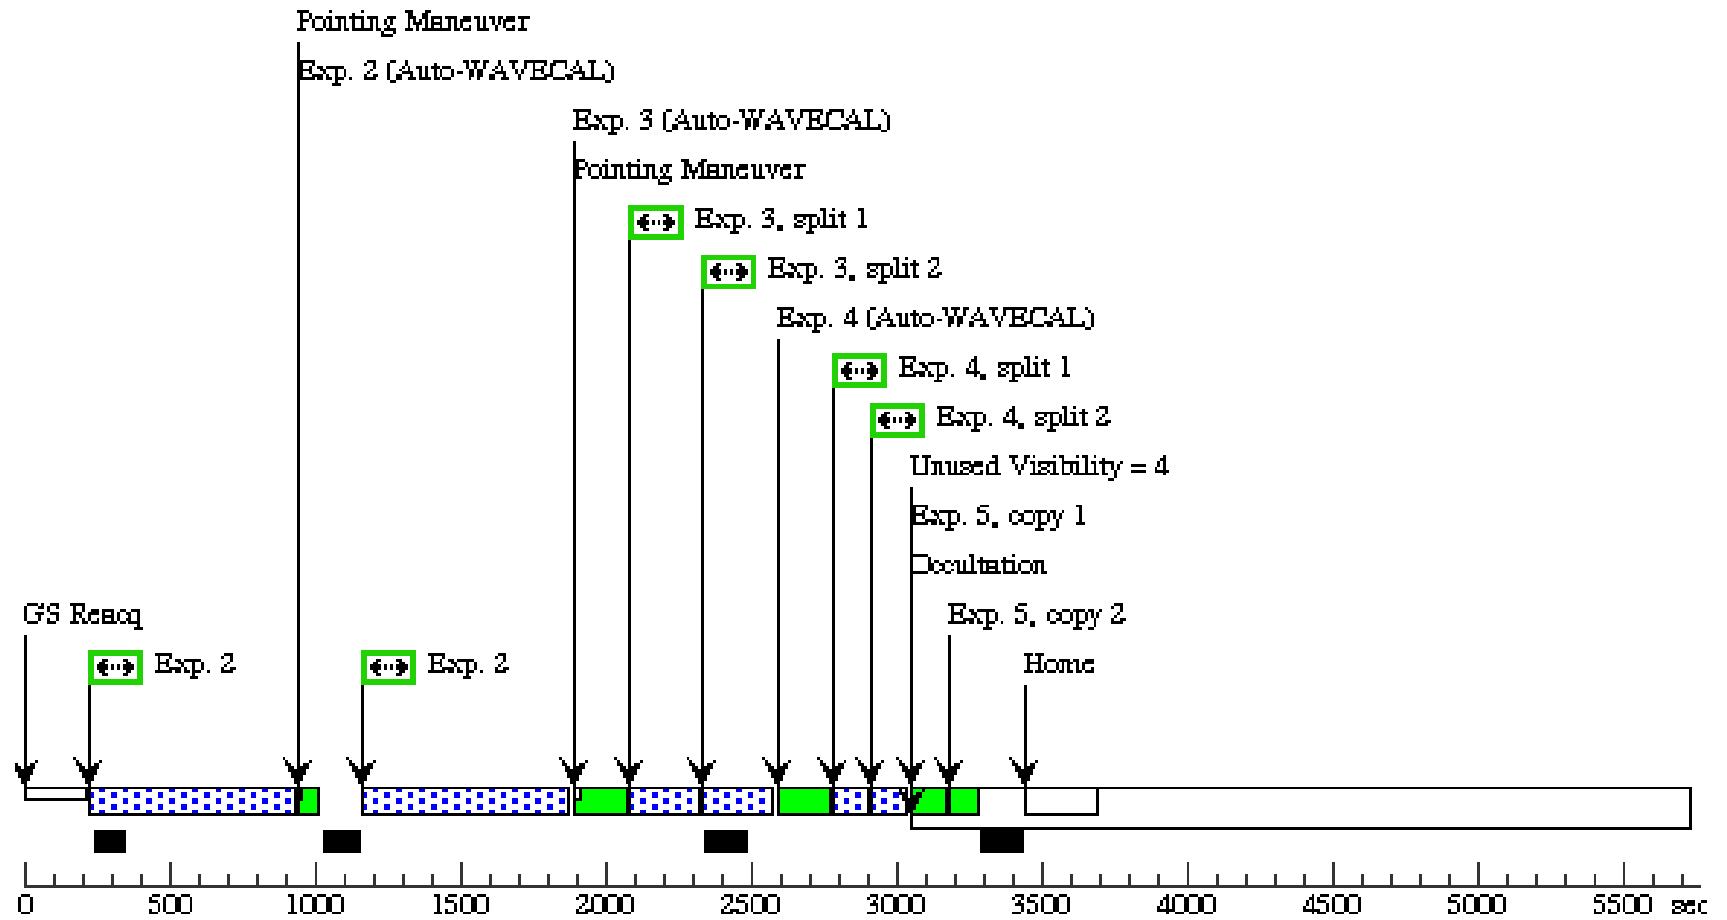 Pointing Maneuver
Exp. 2 (Auto-WAVECAL)
Exp. 3 (Auto-WAVECAL)
Pointing Maneuver
Exp. 3, split 1
Exp. 3, split 2
Exp. 4 (Auto-WAVECAL)
Exp. 4, split 1
Exp. 4, split 2
Unused Visibility = 4
Exp. 5, copy 1
Occultation
GS Reacq
Exp. 5, copy 2
Exp. 2
Exp. 2
Home
0 500 1000 1500 2000 2500 3000 3500 4000 4500 5000 5500 sec